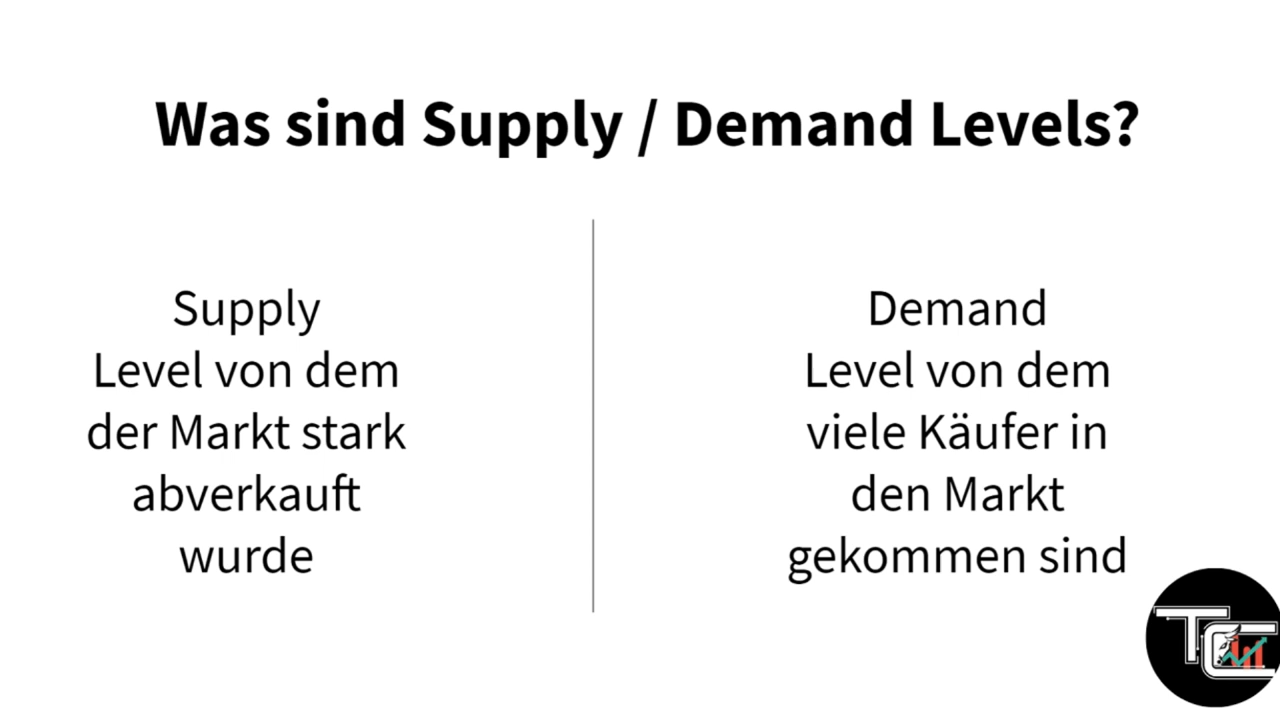 Was sind Supply / Demand Levels?
Supply
Level von dem
der Markt stark
abverkauft
wurde
Demand
Level von dem
viele Käufer in
den Markt
gekommen sind
TC